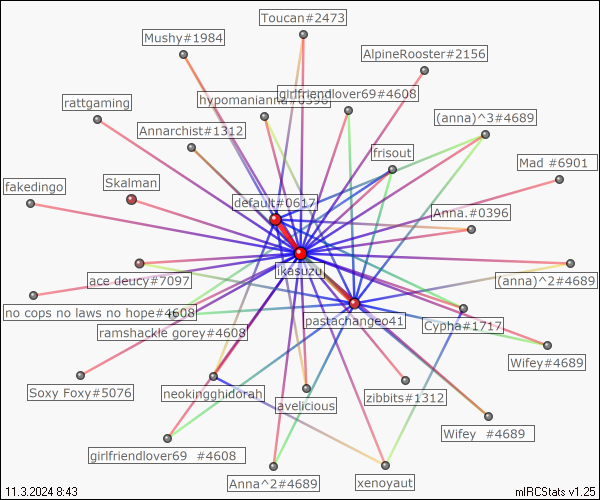 Toucan#2473
Mushy#1984
AlpineRooster#2156
girlfriendlover69#4608
rattgaming
hypomanianna#0396
(anna)^3#4689
Annarchist#1312
frisout
Mad #6901
Skalman
fakedingo
default#0617
Anna.#0396
ikasuzu
ace deucy#7097
(anna)^2#4689
no cops no laws no hope#4608
pastachangeo41
Cypha#1717
ramshackle gorey#4608
Wifey#4689
Soxy Foxy#5076
neokingghidorah
zibbits#1312
avelicious
Wifey #4689
girlfriendlover69 #4608
Anna^2#4689
xenoyaut
11.3.2024 8:43
mIRCStats v1.25